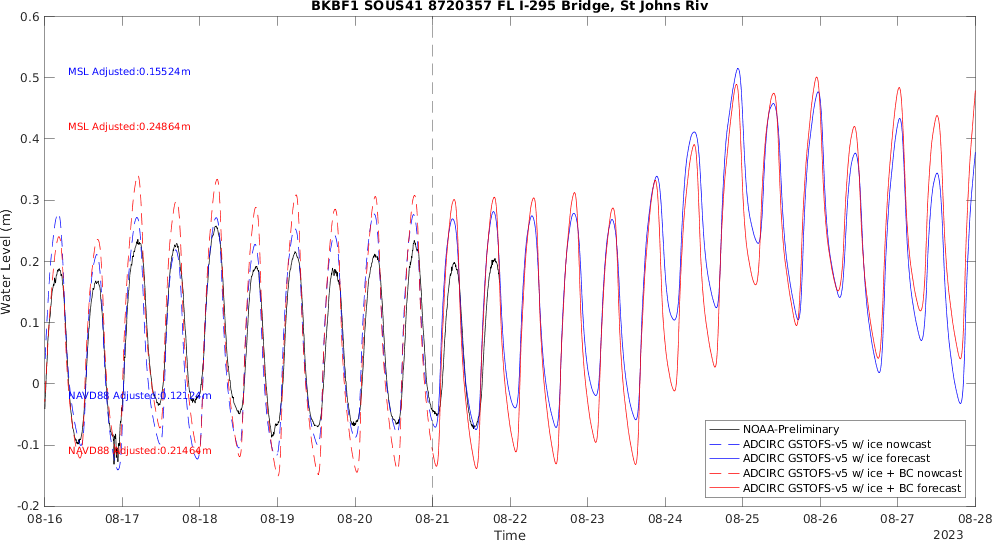 BKBF1 SOUS41 8720357 FL I-295 Bridge, St Johns Riv
0.6
0.5
0.4
0.3
0.2
0.1
0
-0.1
-0.2
Water Level (m)
MSL Adjusted:0.15524m
MSL Adjusted:0.24864m
NAVD88 Adjusted:0.12124m
NAVD88 Adjusted:0.21464m
NOAA-Preliminary
ADCIRC GSTOFS-v5 w/ ice nowcast
ADCIRC GSTOFS-v5 w/ ice forecast
ADCIRC GSTOFS-v5 w/ ice + BC nowcast
ADCIRC GSTOFS-v5 w/ ice + BC forecast
08-16 08-17 08-18 08-19 08-20 08-21 08-22 08-23 08-24 08-25 08-26 08-27 08-28
Time
2023